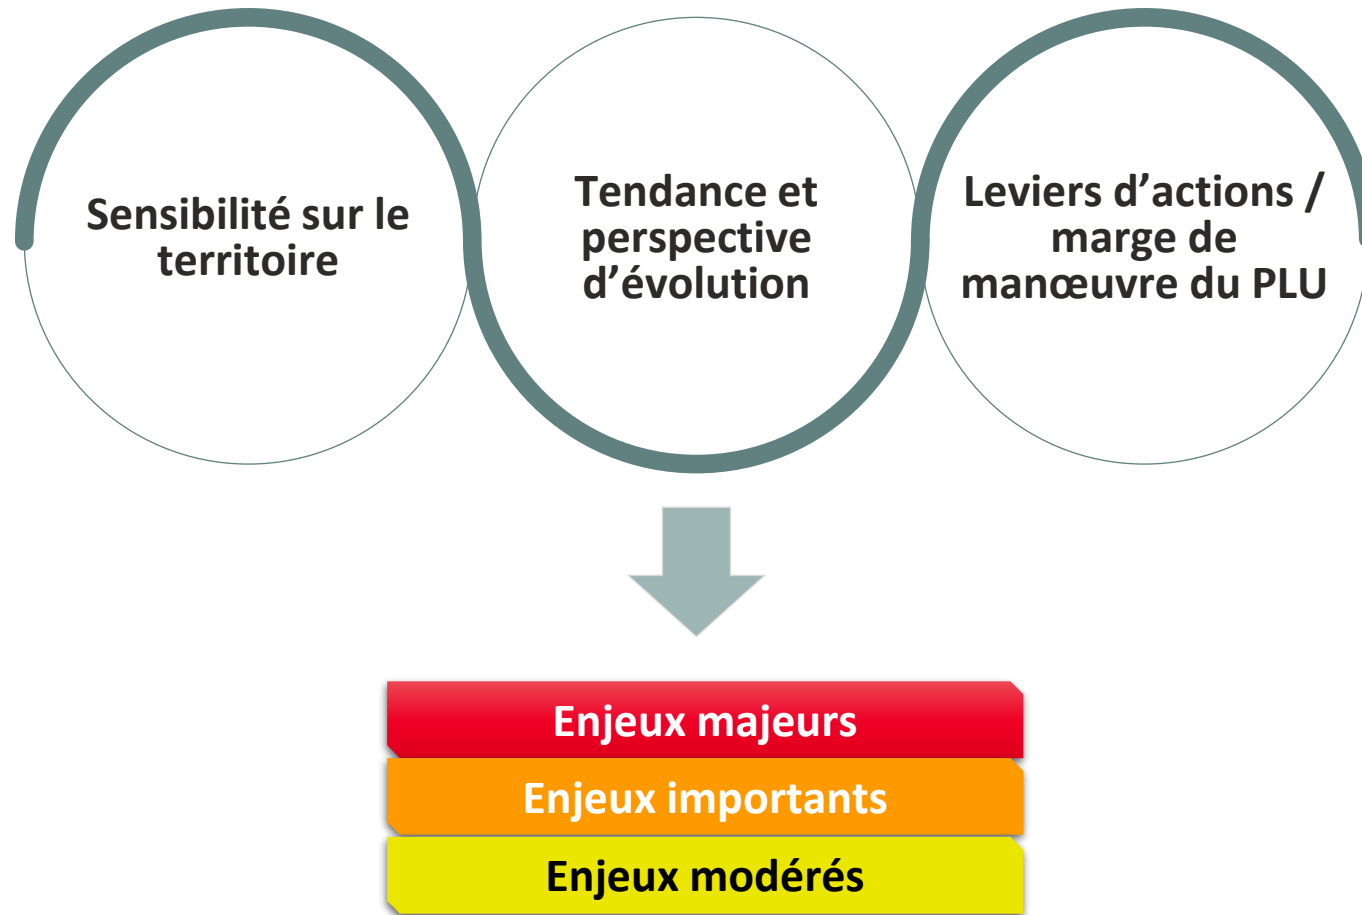 Sensibilité sur le
territoire
Tendance et
perspective
d’évolution
Leviers d’actions /
marge de
manœuvre du PLU
Enjeux majeurs
Enjeux importants
Enjeux modérés